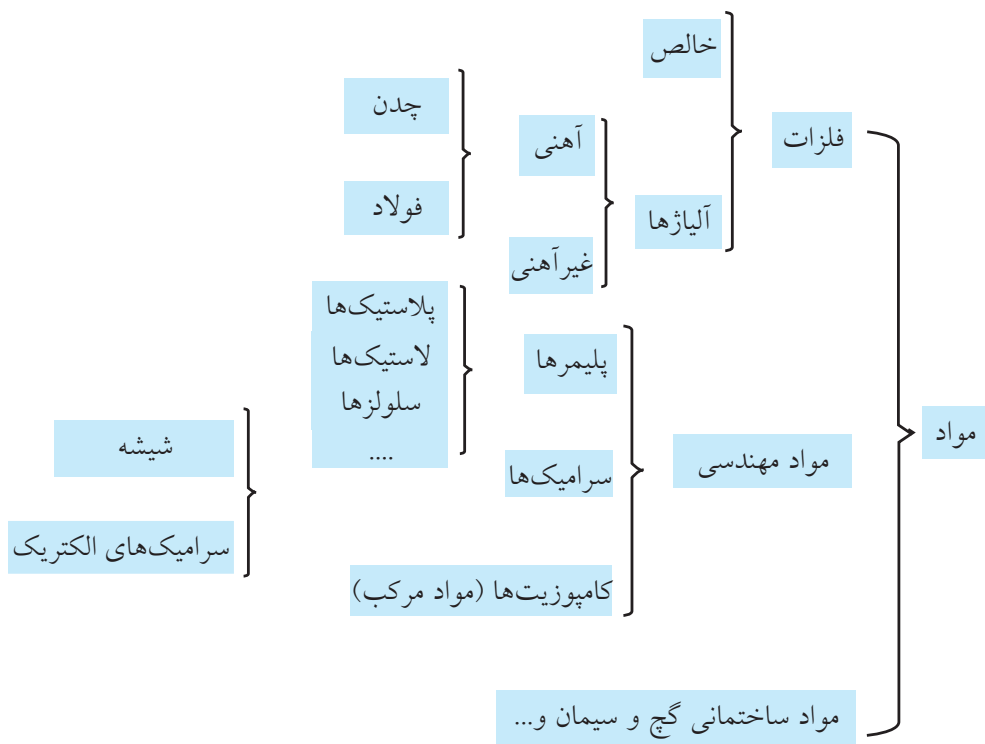 مواد
فلزات
خالص
آلیاژها
آهنی
غیرآهنی
چدن
فولاد
مواد مهندسی
پلیمرها
پلاستیک‌ها
لاستیک‌ها
سلولزها
....
سرامیک‌ها
شیشه
سرامیک‌های الکتریک
کامپوزیت‌ها (مواد مرکب)
مواد ساختمانی گچ و سیمان و...